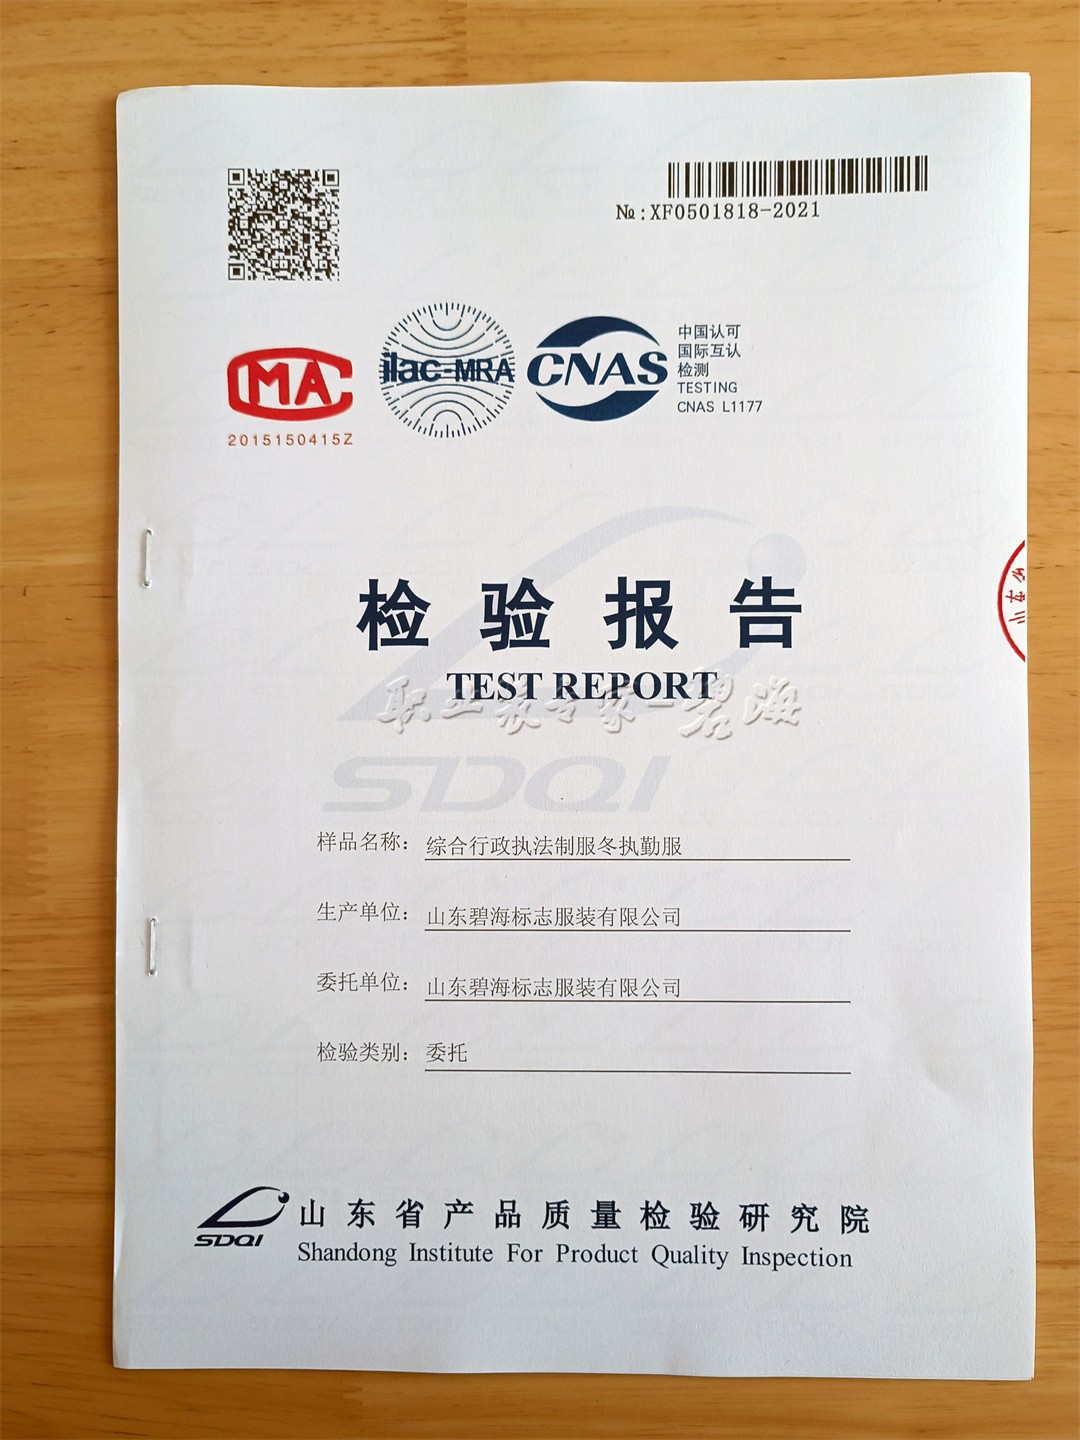 №:XF0501818-2021
MA
2015150415Z
ilac-MRA
CNAS
中国认可
国际互认
检测
TESTING
CNAS L1177
检验报告
TEST REPORT
职业装专家-碧海
SDQI
样品名称: 综合行政执法制服冬执勤服
生产单位: 山东碧海标志服装有限公司
委托单位: 山东碧海标志服装有限公司
检验类别: 委托
山东省产品质量检验研究院
SDQI
Shandong Institute For Product Quality Inspection